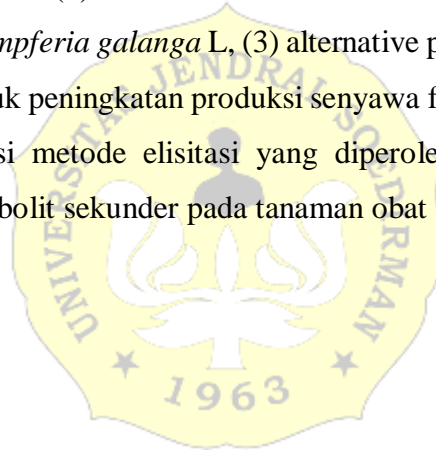 mpferia galanga L, (3) alternative p
uk peningkatan produksi senyawa f
si metode elisitasi yang diperole
bolit sekunder pada tanaman obat
UNIVERSITAS JENDRAL SOEDIRMAN
1963